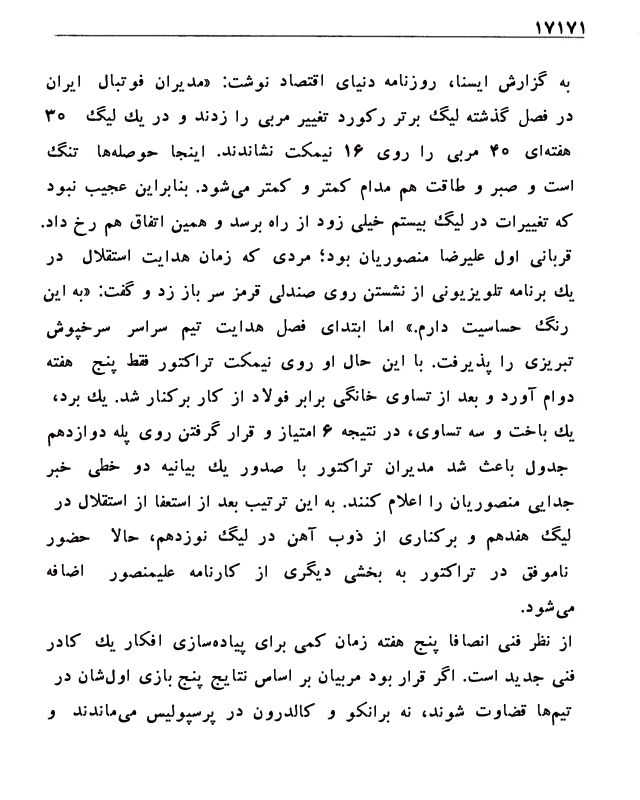 ۱۷۱۷۱
به گزارش ایسنا، روزنامه دنیای اقتصاد نوشت: «مدیران فوتبال ایران
در فصل گذشته لیگ برتر رکورد تغییر مربی را زدند و در یك لیگ ۳۰
هفته‌ای ۴۰ مربی را روی ۱۶ نیمکت نشاندند. اینجا حوصله‌ها تنگ
است و صبر و طاقت هم مدام کمتر و کمتر می‌شود. بنابراین عجیب نبود
که تغییرات در لیگ بیستم خیلی زود از راه برسد و همین اتفاق هم رخ داد.
قربانی اول علیرضا منصوریان بود؛ مردی که زمان هدایت استقلال در
یك برنامه تلویزیونی از نشستن روی صندلی قرمز سر باز زد و گفت: «به این
رنگ حساسیت دارم.» اما ابتدای فصل هدایت تیم سراسر سرخپوش
تبریزی را پذیرفت. با این حال او روی نیمکت تراکتور فقط پنج هفته
دوام آورد و بعد از تساوی خانگی برابر فولاد از کار برکنار شد. یك برد،
یك باخت و سه تساوی، در نتیجه ۶ امتیاز و قرار گرفتن روی پله دوازدهم
جدول باعث شد مدیران تراکتور با صدور یك بیانیه دو خطی خبر
جدایی منصوریان را اعلام کنند. به این ترتیب بعد از استعفا از استقلال در
لیگ هفدهم و برکناری از ذوب آهن در لیگ نوزدهم، حالا حضور
ناموفق در تراکتور به بخشی دیگری از کارنامه علیمنصور اضافه
می‌شود.
از نظر فنی انصافا پنج هفته زمان کمی برای پیاده‌سازی افکار یك کادر
فنی جدید است. اگر قرار بود مربیان بر اساس نتایج پنج بازی اول‌شان در
تیم‌ها قضاوت شوند، نه برانکو و کالدرون در پرسپولیس می‌ماندند و